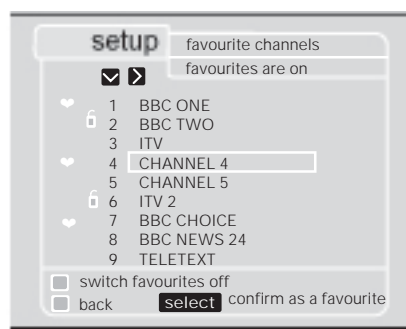 setup favourite channels
favourites are on
1 BBC ONE
2 BBC TWO
3 ITV
4 CHANNEL 4
5 CHANNEL 5
6 ITV 2
7 BBC CHOICE
8 BBC NEWS 24
9 TELETEXT
switch favourites off
back select confirm as a favourite